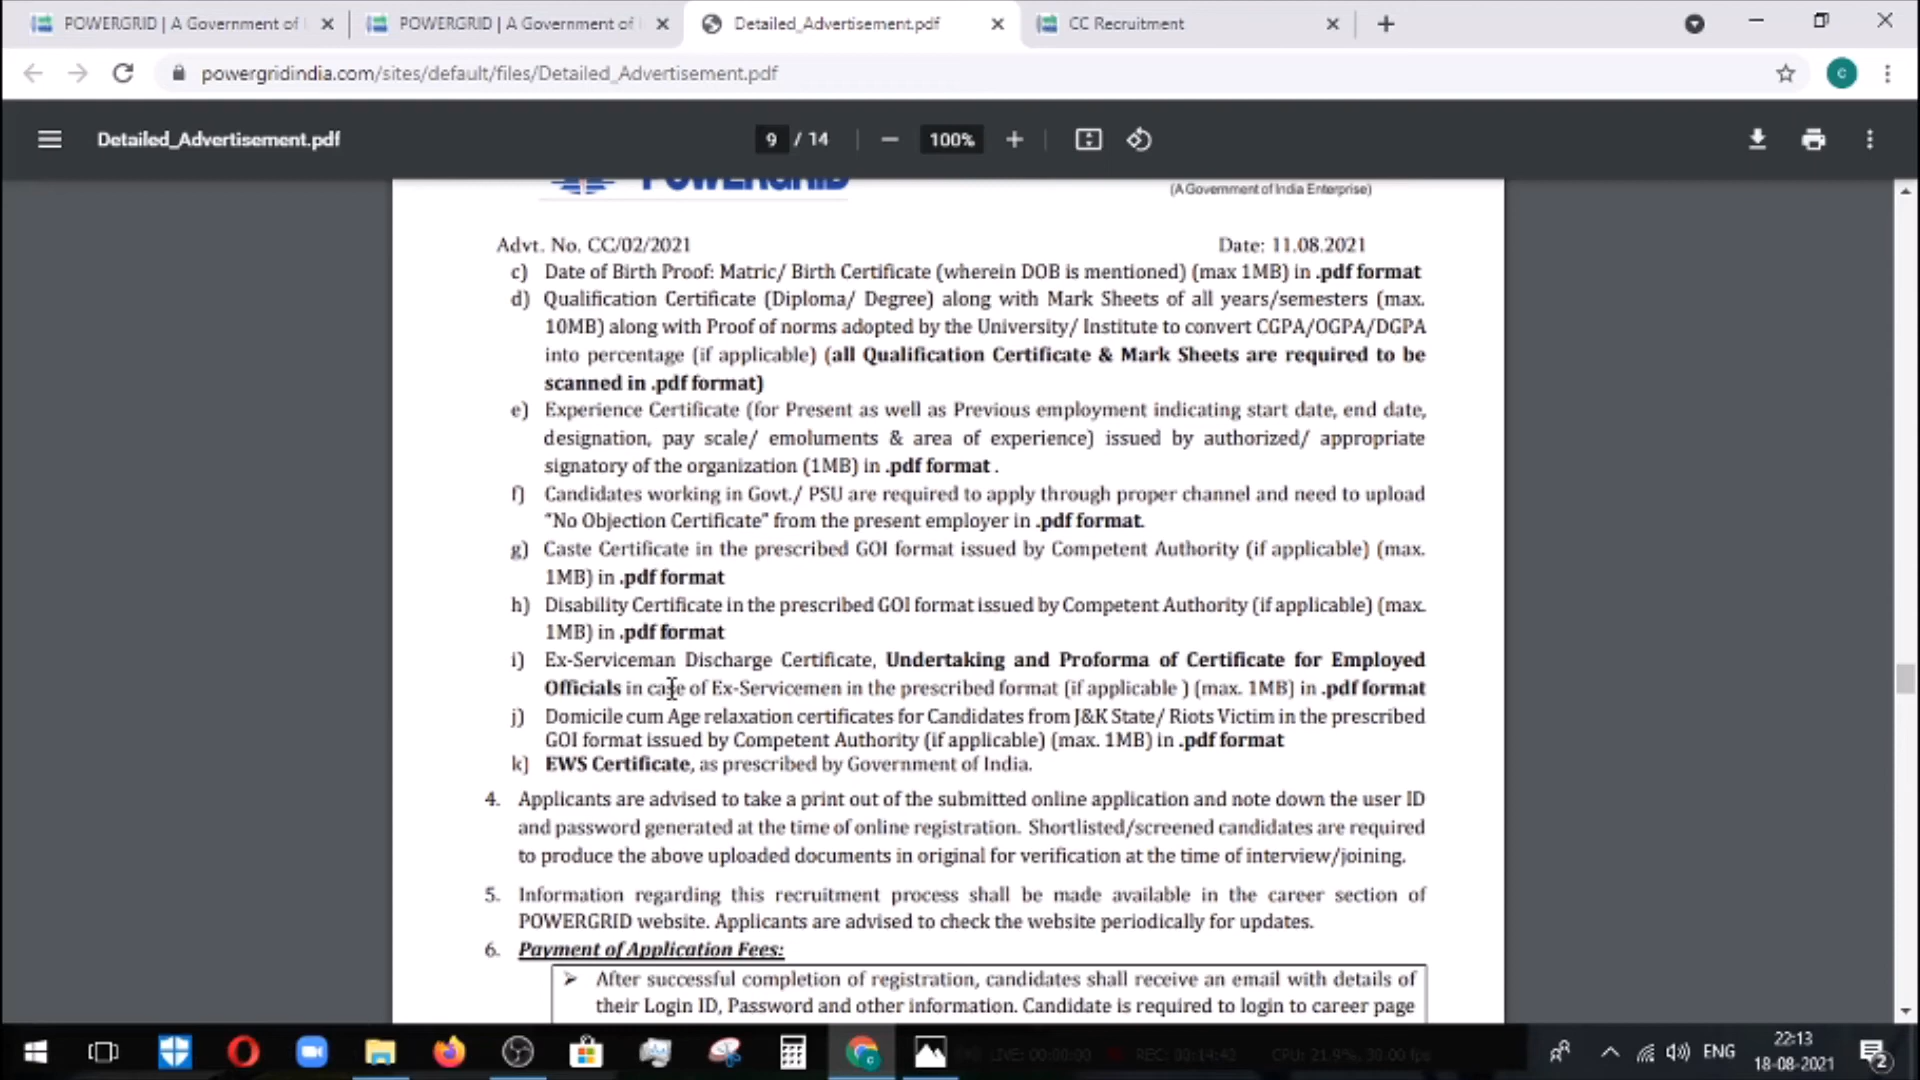 POWERGRID | A Government of
POWERGRID | A Government of
Detailed_Advertisement.pdf
CC Recruitment
powergridindia.com/sites/default/files/Detailed_Advertisement.pdf
C
Detailed_Advertisement.pdf
9 / 14
100%
POWERGRID
(A Government of India Enterprise)
Advt. No. CC/02/2021
Date: 11.08.2021
c) Date of Birth Proof: Matric/ Birth Certificate (wherein DOB is mentioned) (max 1MB) in .pdf format
d) Qualification Certificate (Diploma/ Degree) along with Mark Sheets of all years/semesters (max.
10MB) along with Proof of norms adopted by the University/ Institute to convert CGPA/OGPA/DGPA
into percentage (if applicable) (all Qualification Certificate & Mark Sheets are required to be
scanned in .pdf format)
e) Experience Certificate (for Present as well as Previous employment indicating start date, end date,
designation, pay scale/ emoluments & area of experience) issued by authorized/ appropriate
signatory of the organization (1MB) in .pdf format .
f) Candidates working in Govt./ PSU are required to apply through proper channel and need to upload
"No Objection Certificate" from the present employer in .pdf format.
g) Caste Certificate in the prescribed GOI format issued by Competent Authority (if applicable) (max.
1MB) in .pdf format
h) Disability Certificate in the prescribed GOI format issued by Competent Authority (if applicable) (max.
1MB) in .pdf format
i) Ex-Serviceman Discharge Certificate, Undertaking and Proforma of Certificate for Employed
Officials in case of Ex-Servicemen in the prescribed format (if applicable ) (max. 1MB) in .pdf format
j) Domicile cum Age relaxation certificates for Candidates from J&K State/ Riots Victim in the prescribed
GOI format issued by Competent Authority (if applicable) (max. 1MB) in .pdf format
k) EWS Certificate, as prescribed by Government of India.
4. Applicants are advised to take a print out of the submitted online application and note down the user ID
and password generated at the time of online registration. Shortlisted/screened candidates are required
to produce the above uploaded documents in original for verification at the time of interview/joining.
5. Information regarding this recruitment process shall be made available in the career section of
POWERGRID website. Applicants are advised to check the website periodically for updates.
6. Payment of Application Fees:
➢ After successful completion of registration, candidates shall receive an email with details of
their Login ID, Password and other information. Candidate is required to login to career page
LIVE: 00:00:00 REC: 00:14:42 CPU: 21.9%, 30.00 fps
ENG
22:13
18-08-2021
2